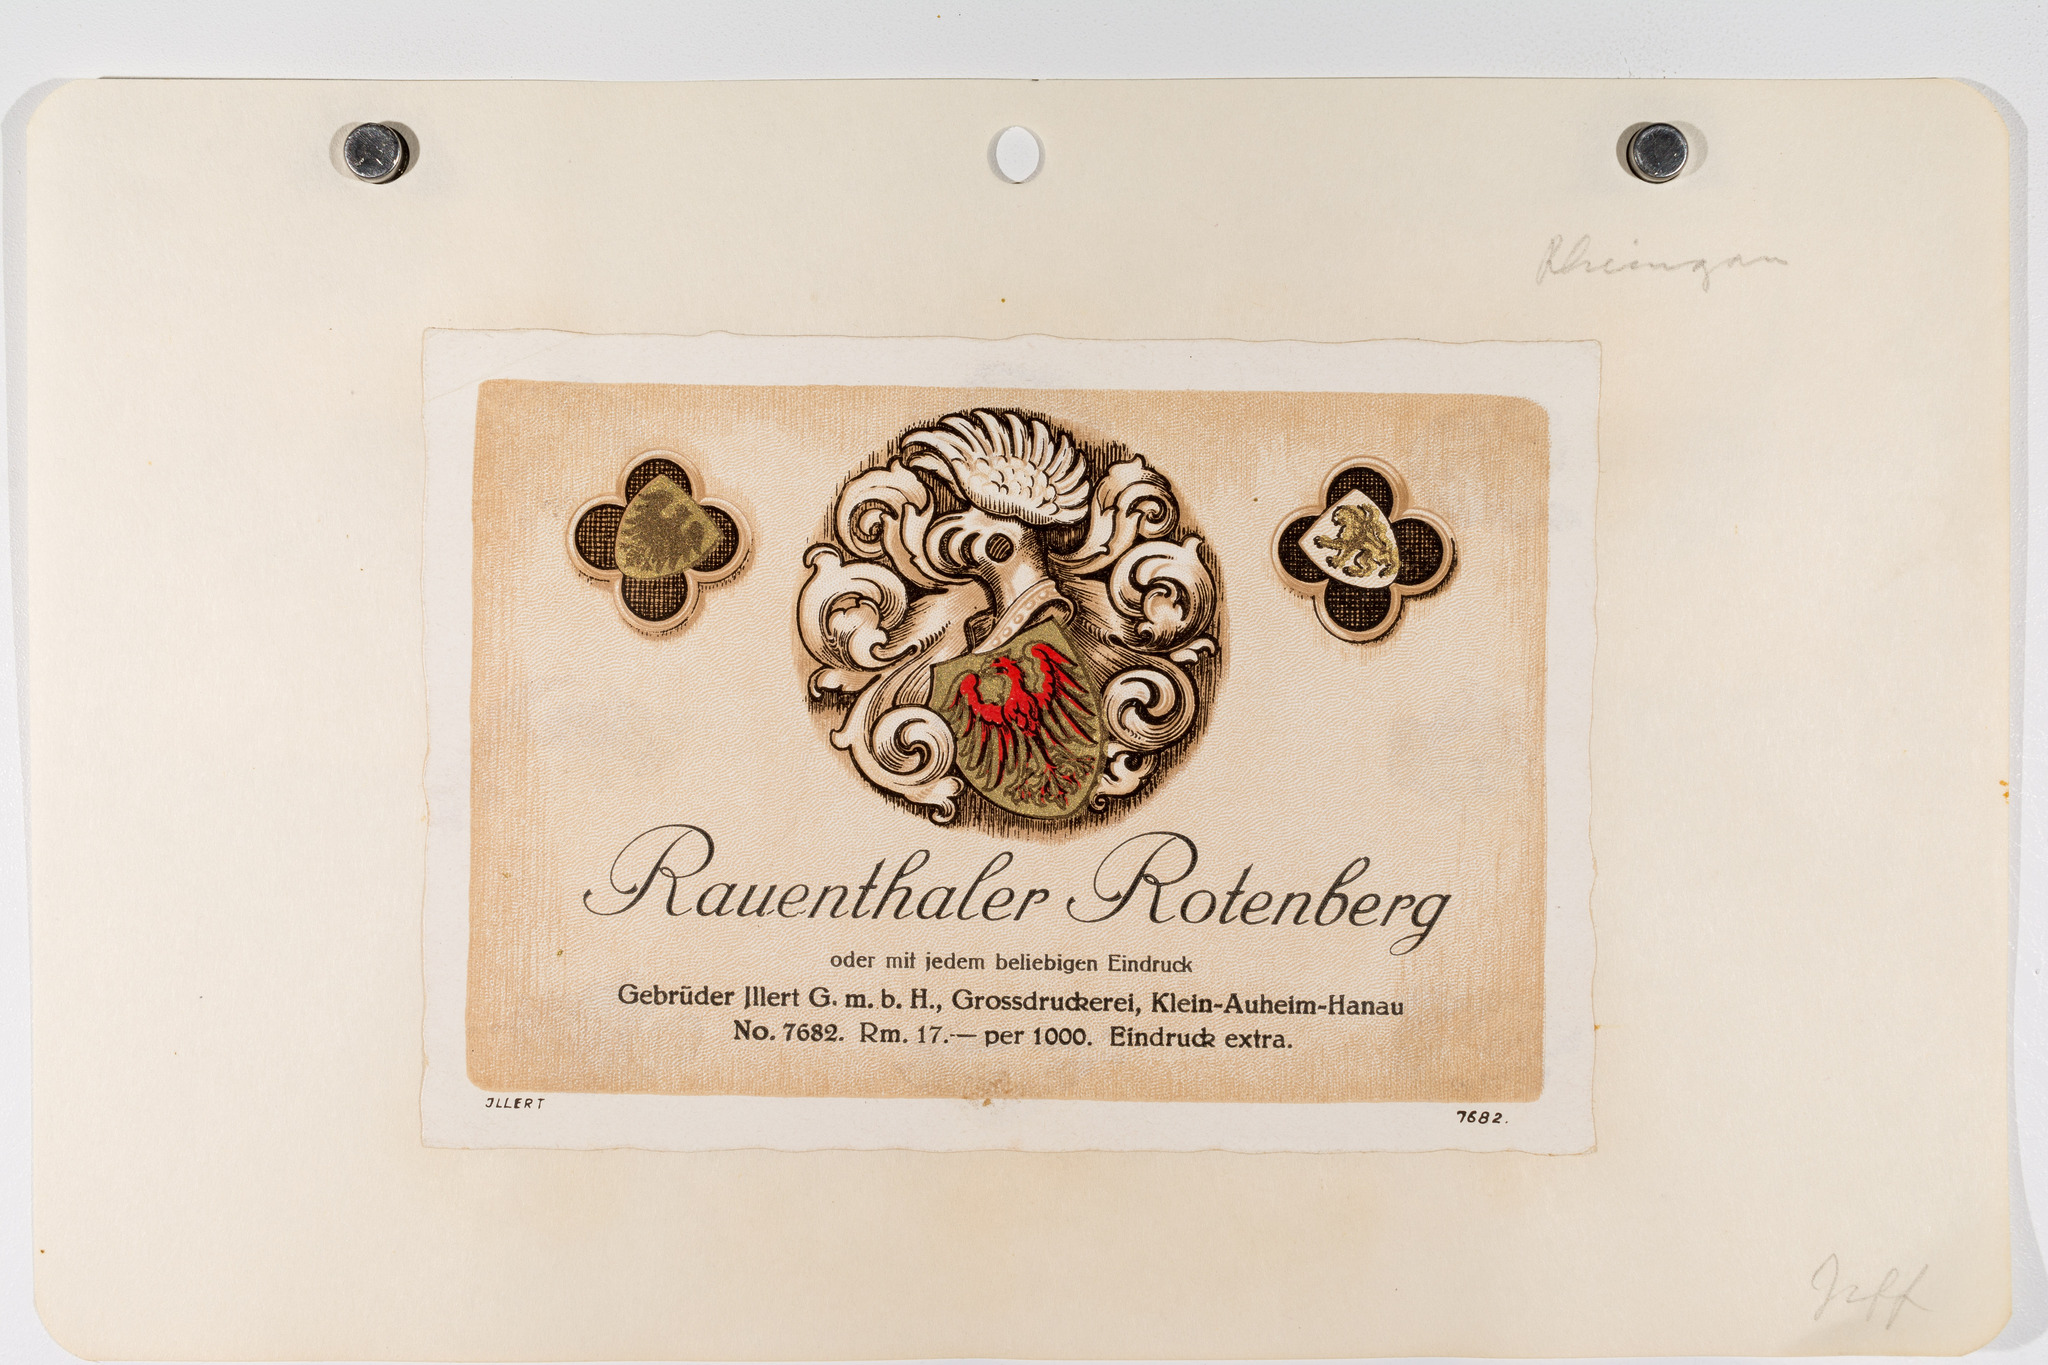 Rheingau
Rauenthaler Rotenberg
oder mit jedem beliebigen Eindruck
Gebrüder Jllert G. m. b. H., Grossdruckerei, Klein-Auheim-Hanau
No. 7682. Rm. 17.— per 1000. Eindruck extra.
JLLERT
7682.